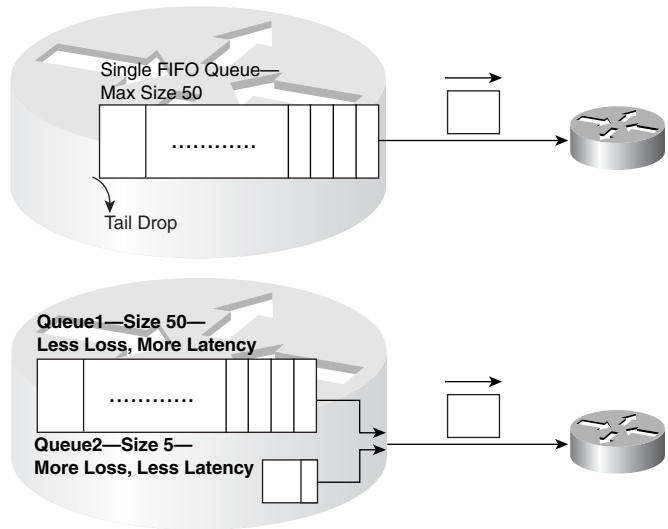 Single FIFO Queue—
Max Size 50
............
Tail Drop
Queue1—Size 50—
Less Loss, More Latency
............
Queue2—Size 5—
More Loss, Less Latency